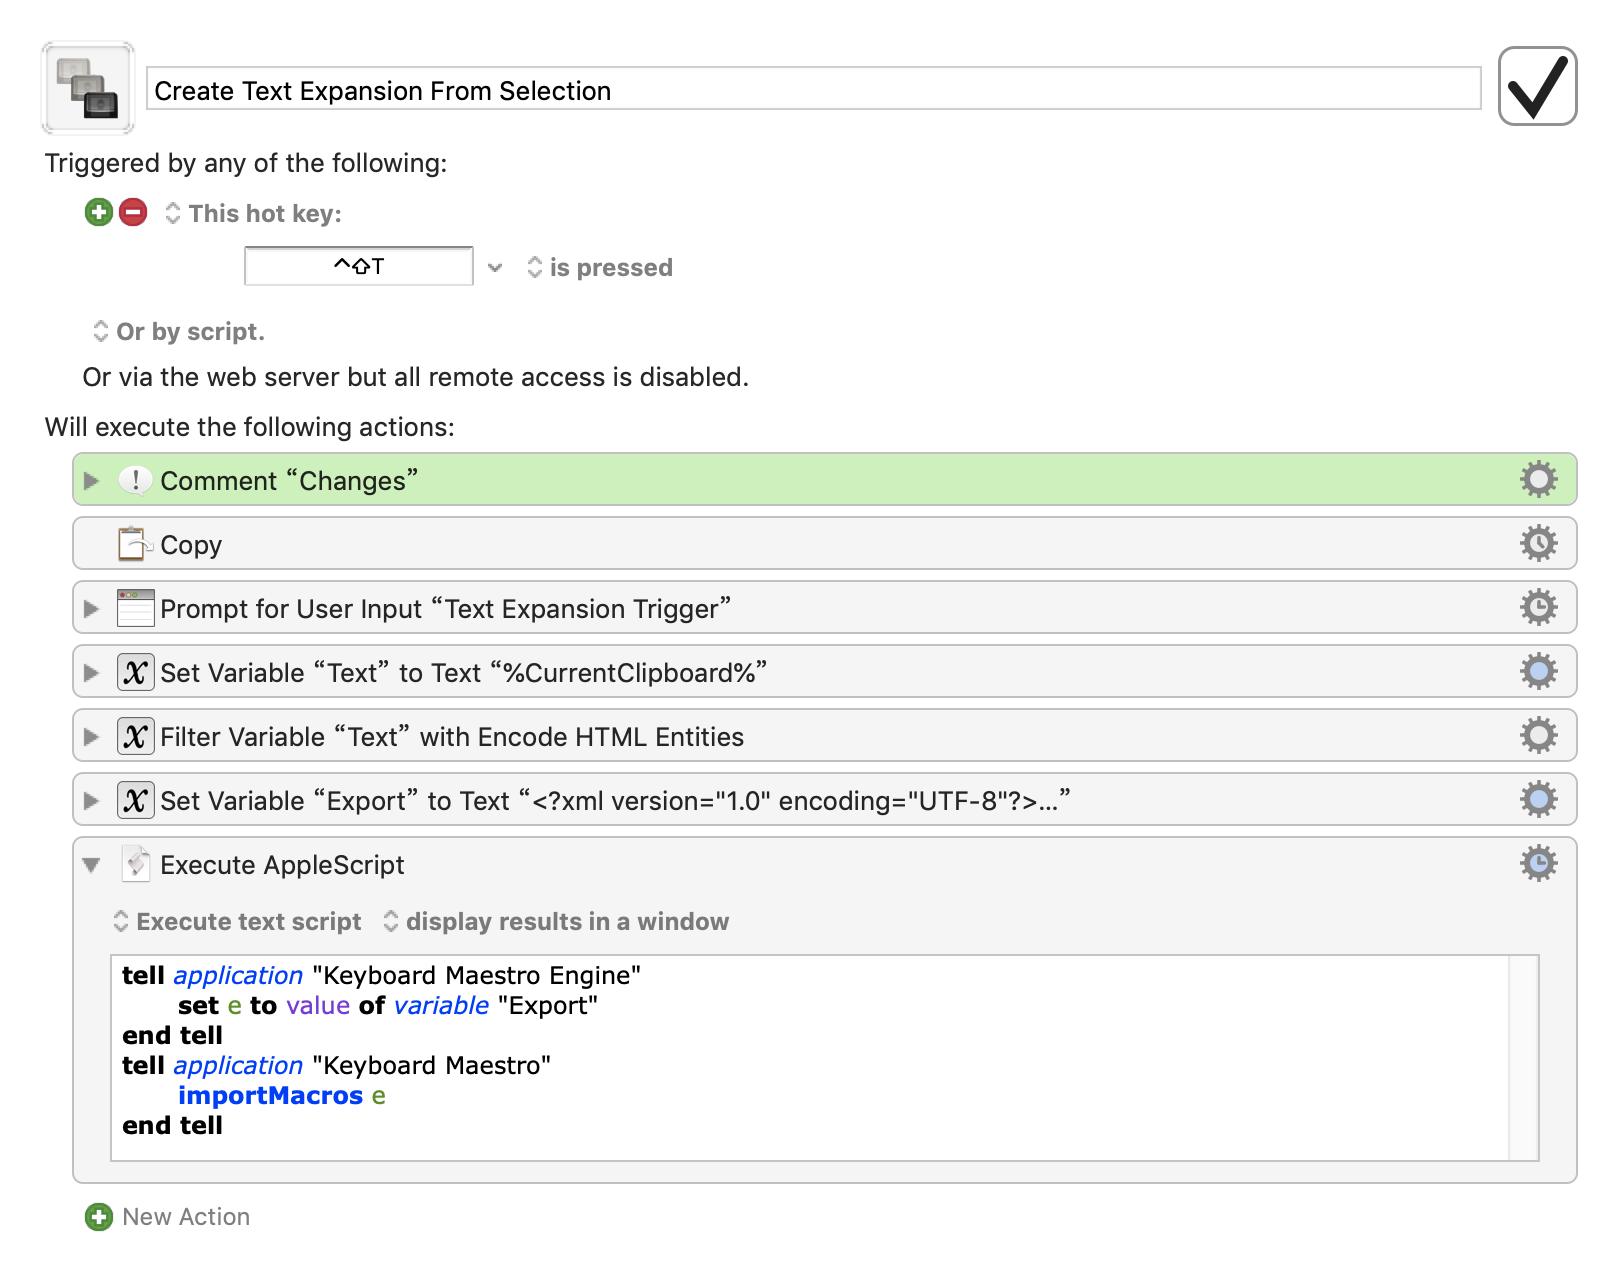 Create Text Expansion From Selection
Triggered by any of the following:
This hot key:
^⇧T is pressed
Or by script.
Or via the web server but all remote access is disabled.
Will execute the following actions:
Comment “Changes”
Copy
Prompt for User Input “Text Expansion Trigger”
Set Variable “Text” to Text “%CurrentClipboard%”
Filter Variable “Text” with Encode HTML Entities
Set Variable “Export” to Text “<?xml version="1.0" encoding="UTF-8"?>…”
Execute AppleScript
Execute text script display results in a window
tell application "Keyboard Maestro Engine"
set e to value of variable "Export"
end tell
tell application "Keyboard Maestro"
importMacros e
end tell
New Action